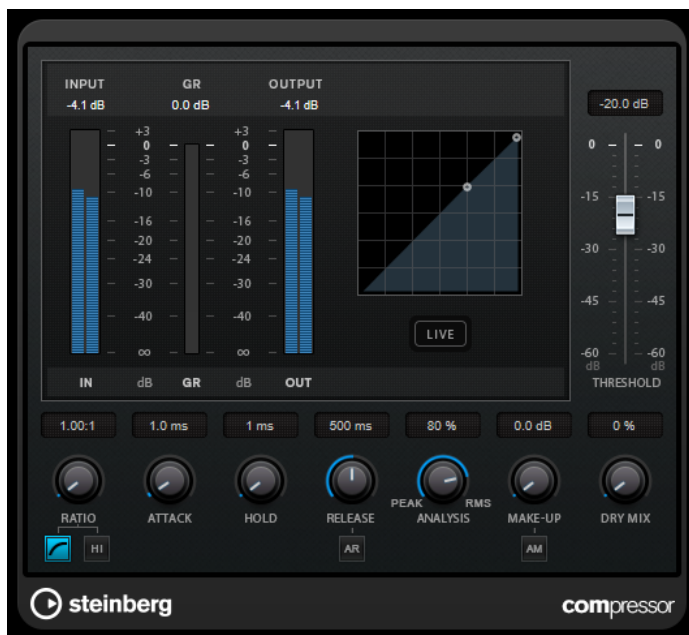 INPUT GR OUTPUT
-4.1 dB 0.0 dB -4.1 dB
-20.0 dB
+3 +3
0 0
-3 -3
-6 -6
-10 -10
-16 -16
-20 -20
-24 -24
-30 -30
-40 -40
∞ ∞
0 0
-15 -15
-30 -30
-45 -45
-60 -60
dB dB
THRESHOLD
LIVE
IN dB GR dB OUT
1.00:1 1.0 ms 1 ms 500 ms 80 % 0.0 dB 0 %
PEAK RMS
RATIO ATTACK HOLD RELEASE ANALYSIS MAKE-UP DRY MIX
HI AR AM
steinberg compressor